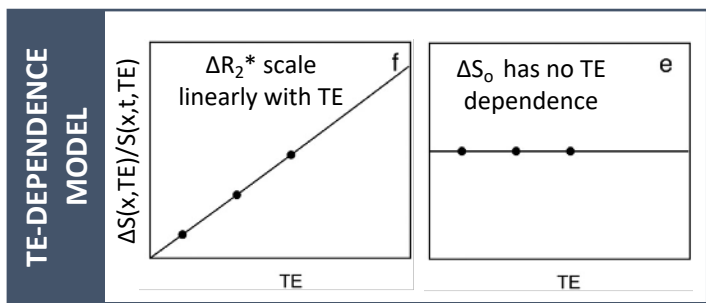 TE-DEPENDENCE
MODEL
ΔS(x,TE)/S(x,t,TE)
ΔR₂* scale
linearly with TE
f
TE
ΔSₒ has no TE
dependence
e
TE